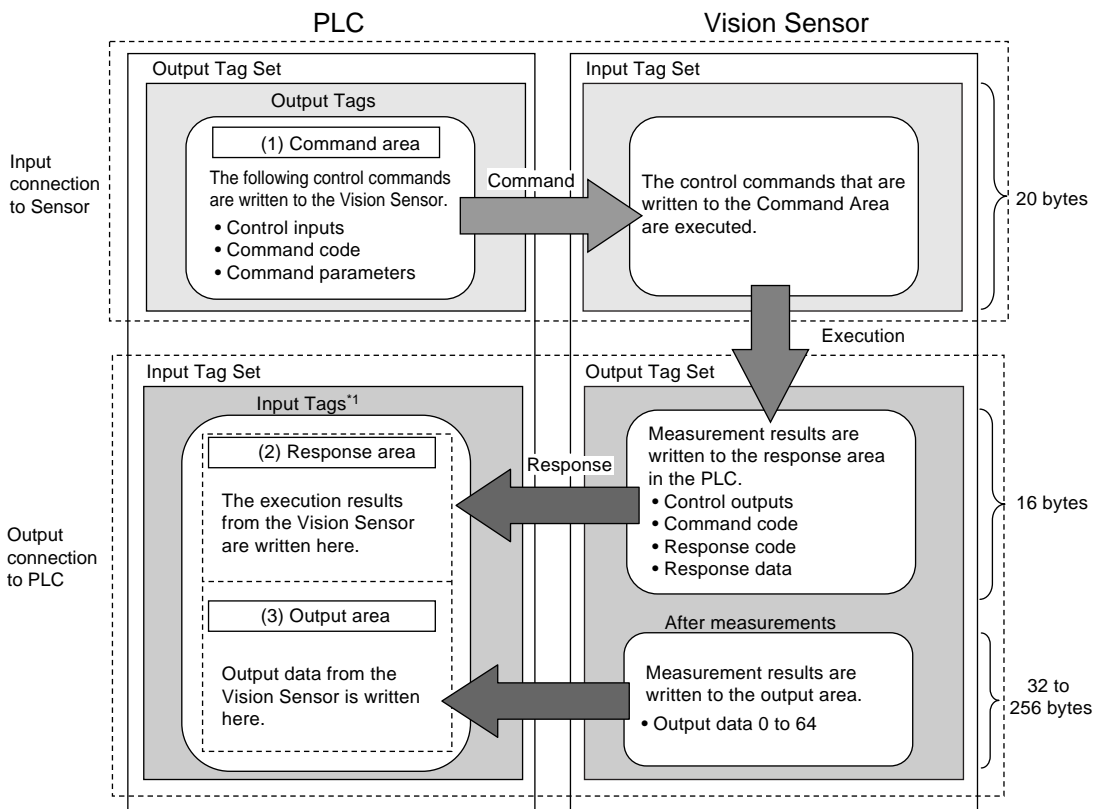 PLC
Vision Sensor
Output Tag Set
Input Tag Set
Output Tags
(1) Command area
The following control commands
are written to the Vision Sensor.
• Control inputs
• Command code
• Command parameters
Input
connection
to Sensor
Command
The control commands that are
written to the Command Area
are executed.
20 bytes
Execution
Input Tag Set
Output Tag Set
Input Tags*1
(2) Response area
The execution results
from the Vision Sensor
are written here.
Response
Measurement results are
written to the response area
in the PLC.
• Control outputs
• Command code
• Response code
• Response data
16 bytes
Output
connection
to PLC
(3) Output area
Output data from the
Vision Sensor is written
here.
After measurements
Measurement results are
written to the output area.
• Output data 0 to 64
32 to
256 bytes